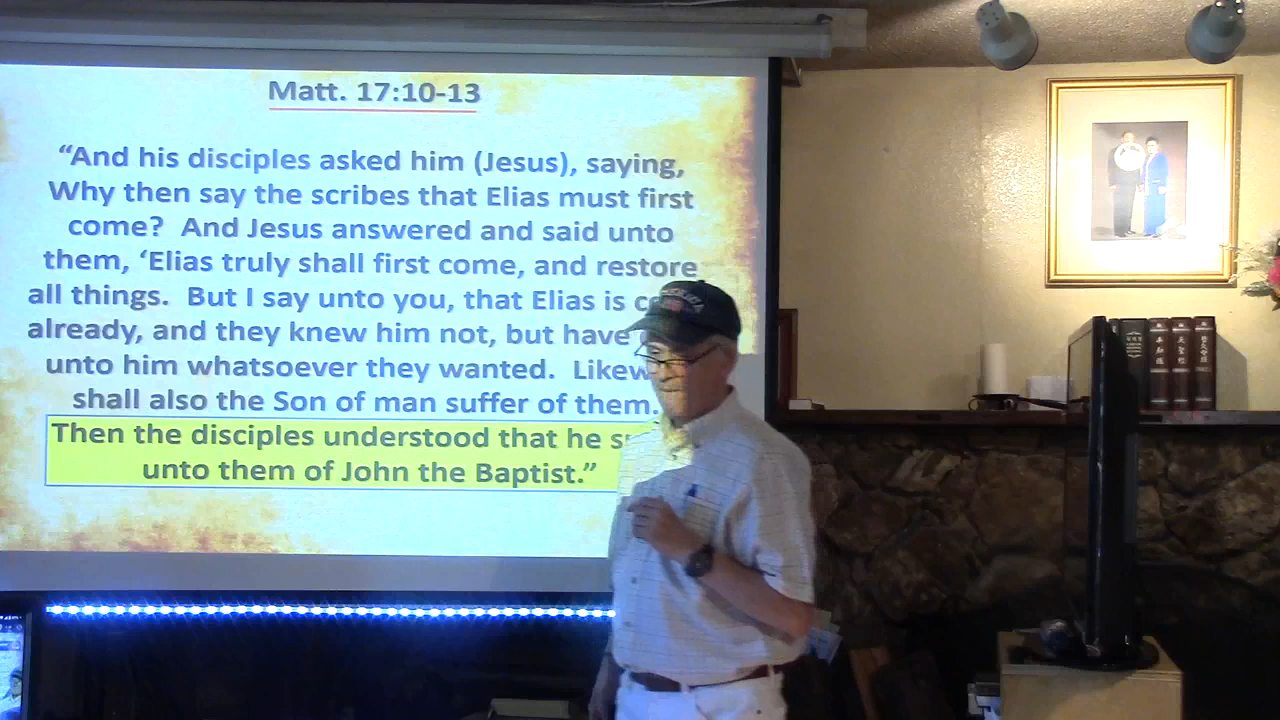 Matt. 17:10-13
“And his disciples asked him (Jesus), saying,
Why then say the scribes that Elias must first
come?  And Jesus answered and said unto
them, ‘Elias truly shall first come, and restore
all things.  But I say unto you, that Elias is
already, and they knew him not, but have
unto him whatsoever they wanted.
shall also the Son of man suffer of them.
Then the disciples understood that he
unto them of John the Baptist.”